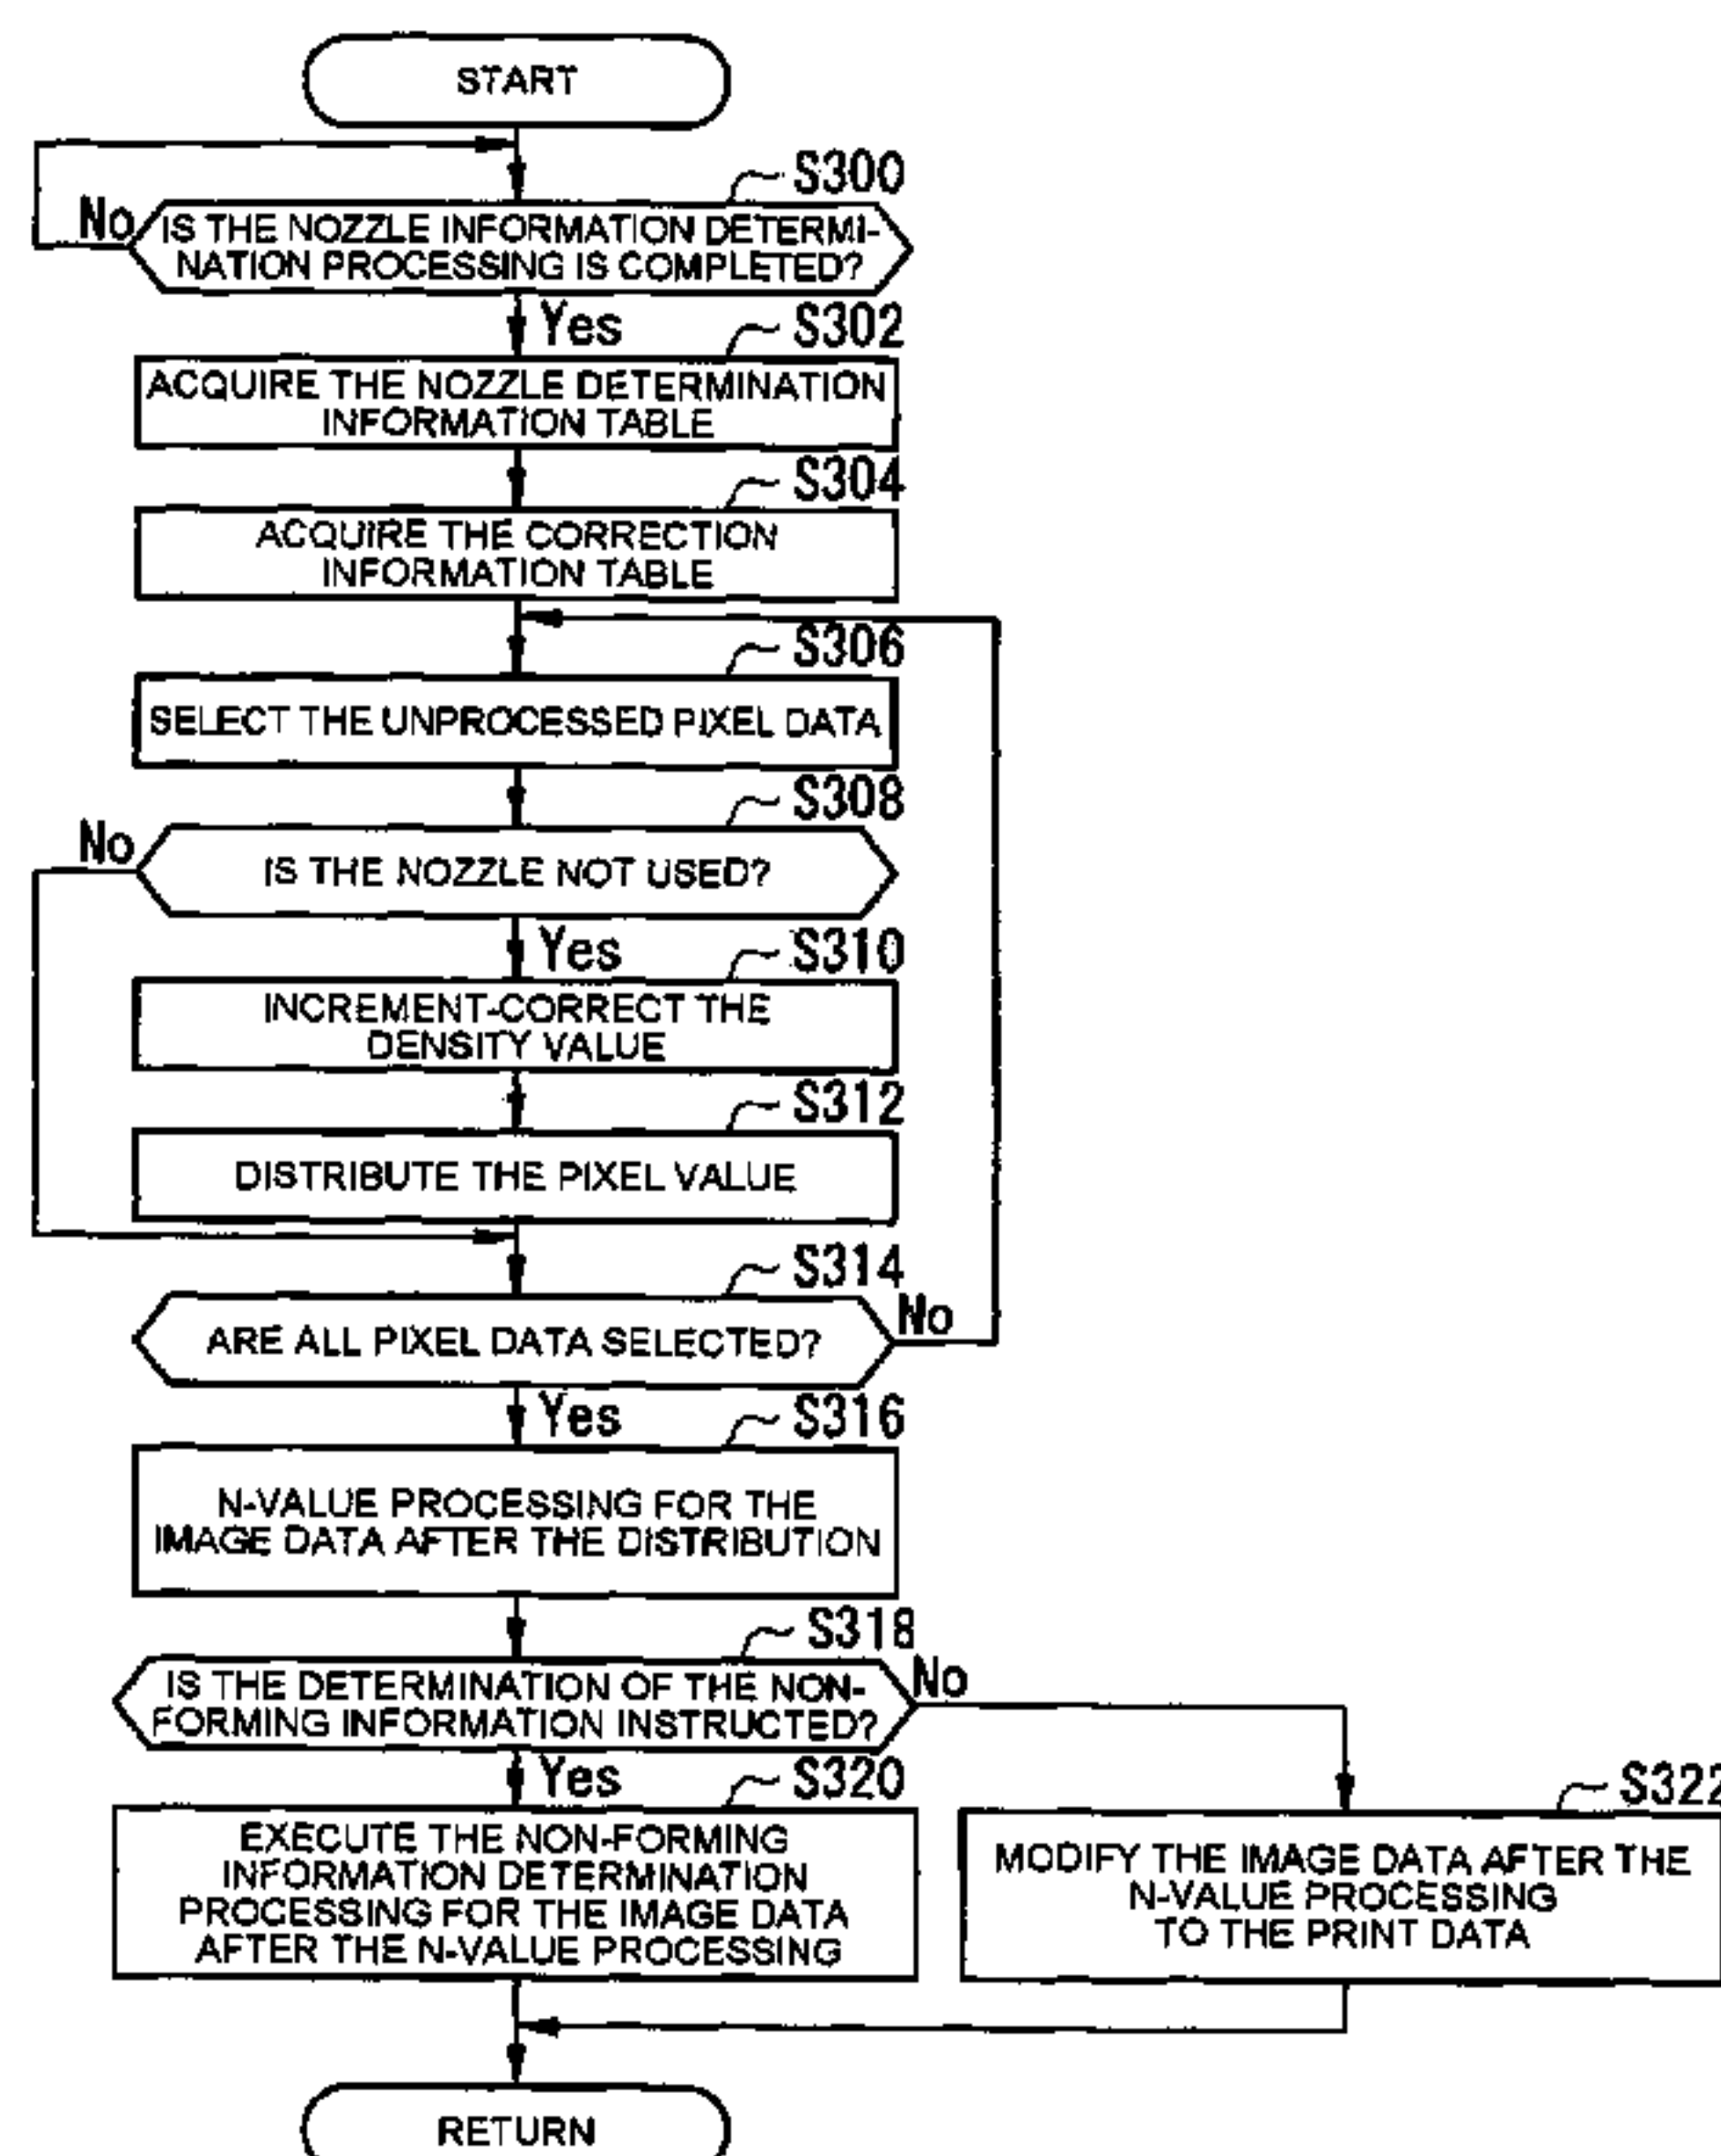 START
S300
No
IS THE NOZZLE INFORMATION DETERMI-
NATION PROCESSING IS COMPLETED?
Yes
S302
ACQUIRE THE NOZZLE DETERMINATION
INFORMATION TABLE
S304
ACQUIRE THE CORRECTION
INFORMATION TABLE
S306
SELECT THE UNPROCESSED PIXEL DATA
S308
No
IS THE NOZZLE NOT USED?
Yes
S310
INCREMENT-CORRECT THE
DENSITY VALUE
S312
DISTRIBUTE THE PIXEL VALUE
S314
No
ARE ALL PIXEL DATA SELECTED?
Yes
S316
N-VALUE PROCESSING FOR THE
IMAGE DATA AFTER THE DISTRIBUTION
S318
No
IS THE DETERMINATION OF THE NON-
FORMING INFORMATION INSTRUCTED?
Yes
S320
EXECUTE THE NON-FORMING
INFORMATION DETERMINATION
PROCESSING FOR THE IMAGE DATA
AFTER THE N-VALUE PROCESSING
S322
MODIFY THE IMAGE DATA AFTER THE
N-VALUE PROCESSING
TO THE PRINT DATA
RETURN